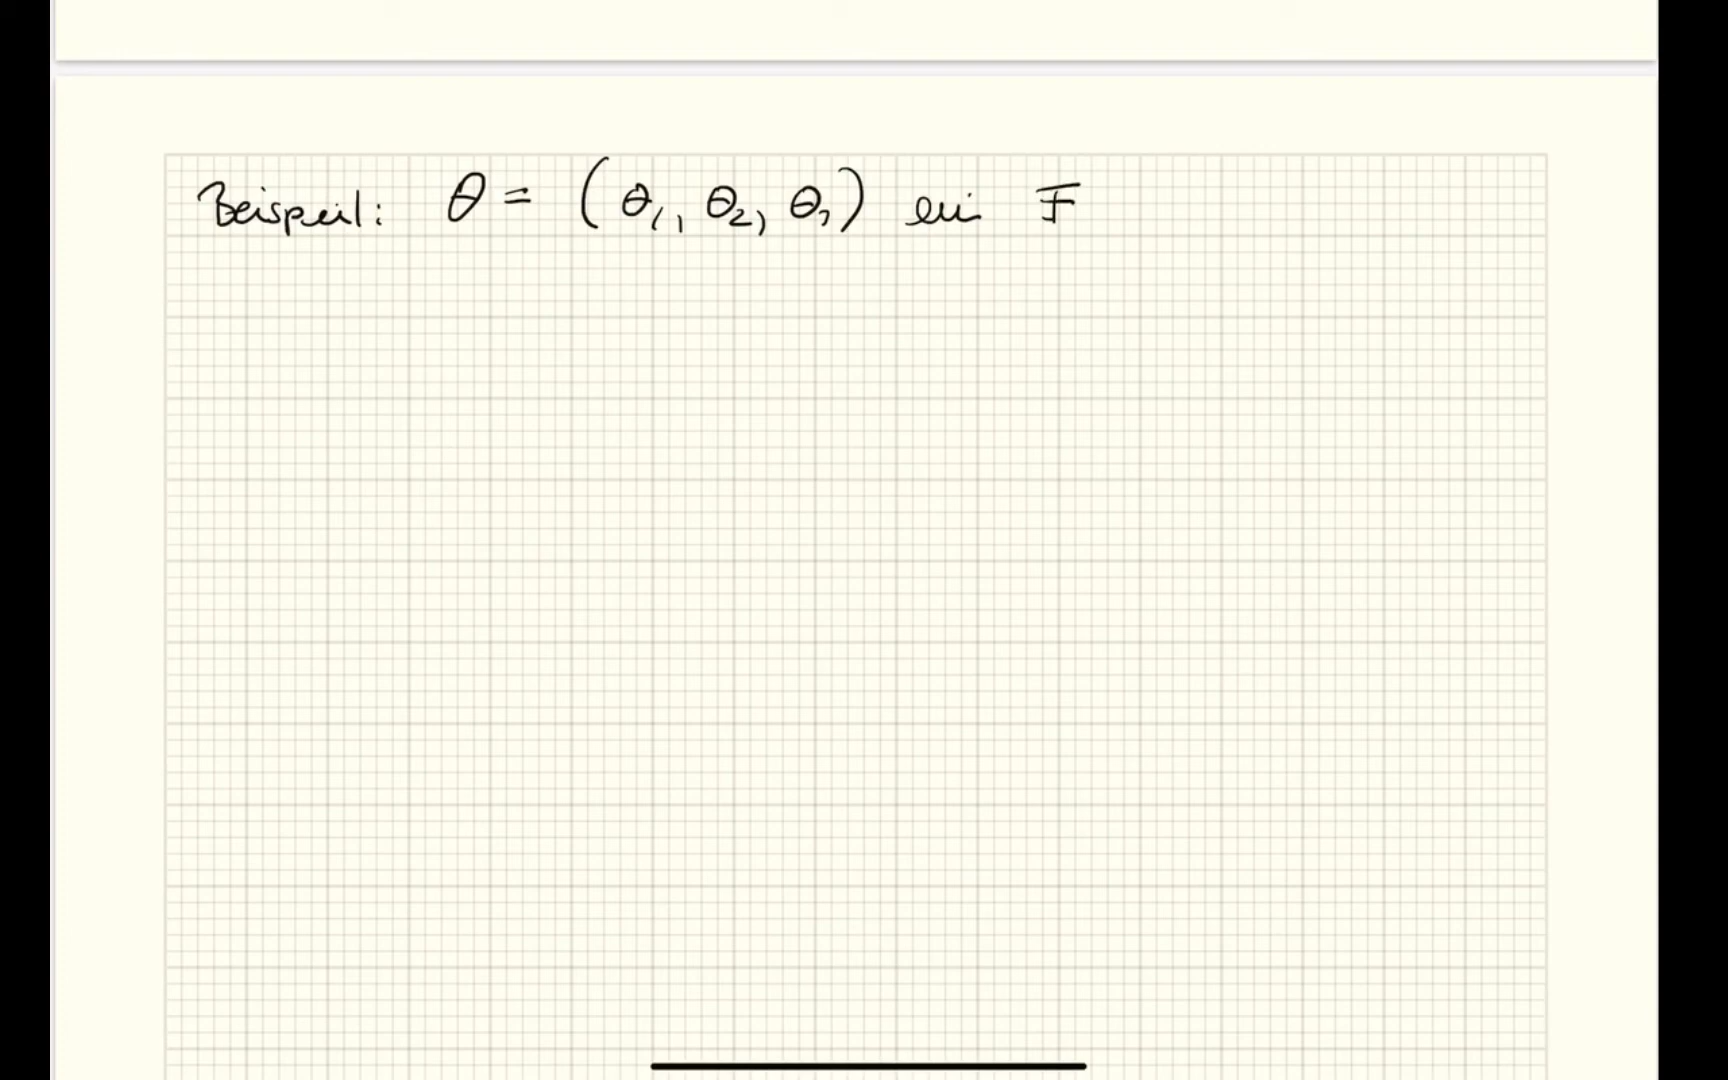 Beispiel: θ = (θ₁, θ₂, θ₃) ein F